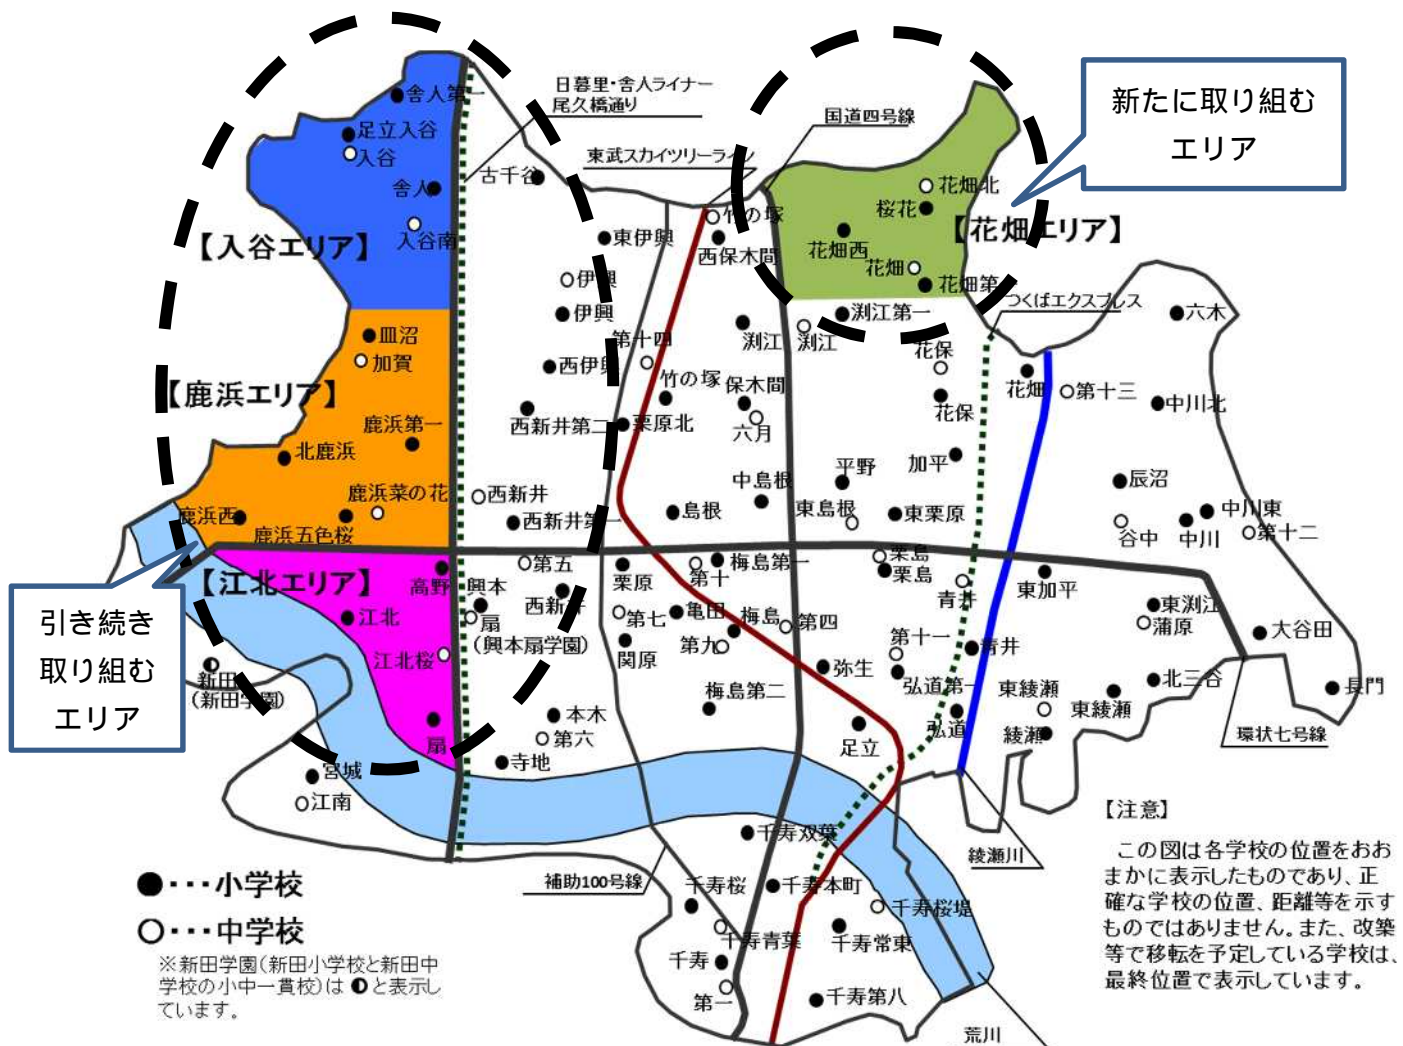 日暮里・舎人ライナー
尾久橋通り
国道四号線
東武スカイツリーライン
新たに取り組む
エリア
舎人第一
足立入谷
入谷
舎人
古千谷
入谷南
【入谷エリア】
東伊興
竹の塚
西保木間
花畑北
桜花
花畑西
【花畑エリア】
花畑
花畑第一
伊興
伊興
つくばエクスプレス
六木
渕江第一
渕江
渕江
皿沼
加賀
第十四
西伊興
花保
花畑
第十三
【鹿浜エリア】
竹の塚
保木間
花保
中川北
鹿浜第一
西新井第二
栗原北
六月
北鹿浜
加平
平野
中島根
辰沼
鹿浜菜の花
西新井
鹿浜西
鹿浜五色桜
西新井第一
島根
東島根
東栗原
中川東
谷中
中川
第十二
【江北エリア】
高野
興本
第五
栗原
第十
梅島第一
栗島
栗島
青井
東加平
引き続き
取り組む
エリア
江北
扇
(興本扇学園)
西新井
第七
亀田
梅島
第四
東渕江
蒲原
大谷田
江北桜
関原
第九
第十一
青井
新田
(新田学園)
弥生
弘道第一
東綾瀬
東綾瀬
北三谷
長門
扇
本木
第六
梅島第二
足立
弘道
綾瀬
環状七号線
宮城
江南
寺地
千寿双葉
綾瀬川
【注意】
この図は各学校の位置をおお
まかに表示したものであり、正
確な学校の位置、距離等を示す
ものではありません。また、改築
等で移転を予定している学校は、
最終位置で表示しています。
●・・・小学校
○・・・中学校
※新田学園(新田小学校と新田中
学校の小中一貫校)は◐と表示し
ています。
補助100号線
千寿桜
千寿本町
千寿桜堤
千寿青葉
千寿常東
千寿
第一
千寿第八
荒川